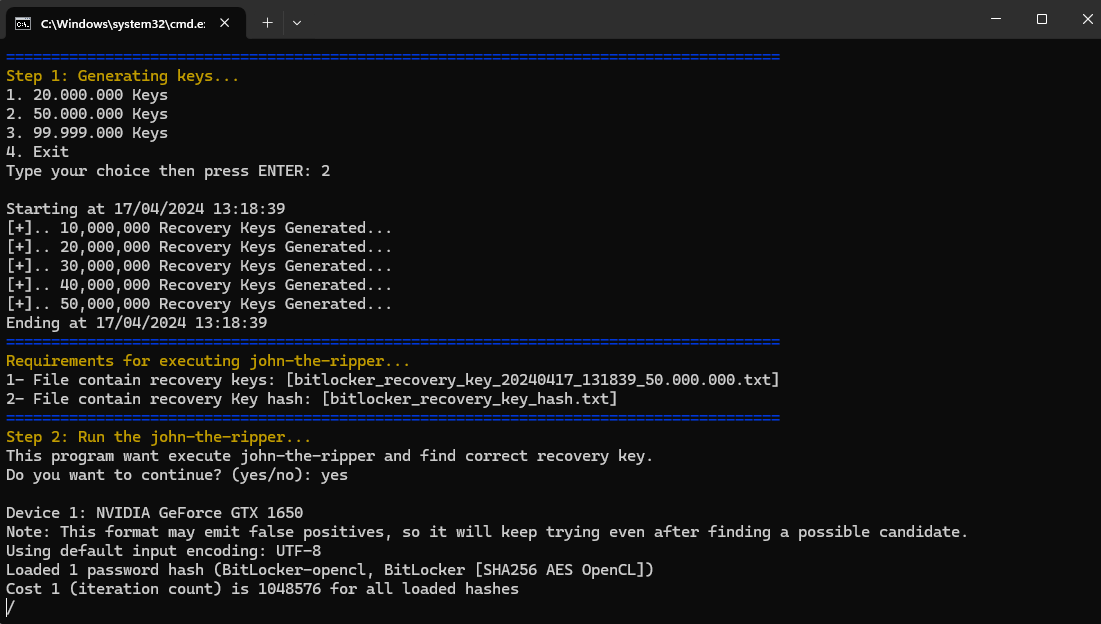 C:\Windows\system32\cmd.e:
================================================================================
Step 1: Generating keys...
1. 20.000.000 Keys
2. 50.000.000 Keys
3. 99.999.000 Keys
4. Exit
Type your choice then press ENTER: 2
Starting at 17/04/2024 13:18:39
[+].. 10,000,000 Recovery Keys Generated...
[+].. 20,000,000 Recovery Keys Generated...
[+].. 30,000,000 Recovery Keys Generated...
[+].. 40,000,000 Recovery Keys Generated...
[+].. 50,000,000 Recovery Keys Generated...
Ending at 17/04/2024 13:18:39
================================================================================
Requirements for executing john-the-ripper...
1- File contain recovery keys: [bitlocker_recovery_key_20240417_131839_50.000.000.txt]
2- File contain recovery Key hash: [bitlocker_recovery_key_hash.txt]
================================================================================
Step 2: Run the john-the-ripper...
This program want execute john-the-ripper and find correct recovery key.
Do you want to continue? (yes/no): yes
Device 1: NVIDIA GeForce GTX 1650
Note: This format may emit false positives, so it will keep trying even after finding a possible candidate.
Using default input encoding: UTF-8
Loaded 1 password hash (BitLocker-opencl, BitLocker [SHA256 AES OpenCL])
Cost 1 (iteration count) is 1048576 for all loaded hashes
/